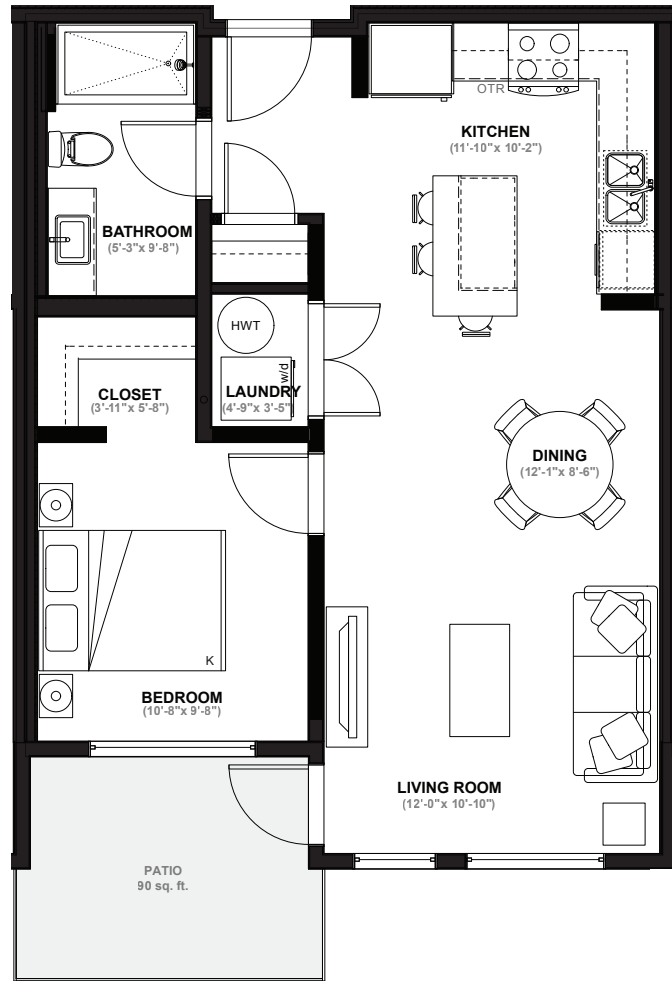 OTR
KITCHEN
(11'-10"x 10'-2")
BATHROOM
(5'-3"x 9'-8")
HWT
w/d
CLOSET
(3'-11"x 5'-8")
LAUNDRY
(4'-9"x 3'-5")
DINING
(12'-1"x 8'-6")
K
BEDROOM
(10'-8"x 9'-8")
LIVING ROOM
(12'-0"x 10'-10")
PATIO
90 sq. ft.